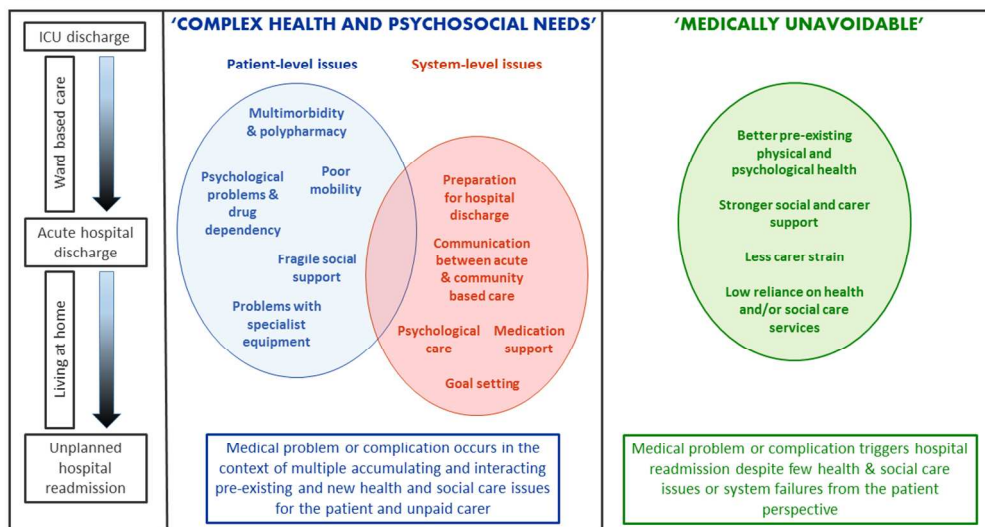 ICU discharge
Ward based care
Acute hospital
discharge
Living at home
Unplanned
hospital
readmission
‘COMPLEX HEALTH AND PSYCHOSOCIAL NEEDS’
Patient-level issues
System-level issues
Multimorbidity
& polypharmacy
Psychological
problems &
drug
dependency
Poor
mobility
Fragile social
support
Problems with
specialist
equipment
Preparation
for hospital
discharge
Communication
between acute
& community
based care
Psychological
care
Medication
support
Goal setting
Medical problem or complication occurs in the
context of multiple accumulating and interacting
pre-existing and new health and social care issues
for the patient and unpaid carer
‘MEDICALLY UNAVOIDABLE’
Better pre-existing
physical and
psychological health
Stronger social and carer
support
Less carer strain
Low reliance on health
and/or social care
services
Medical problem or complication triggers hospital
readmission despite few health & social care
issues or system failures from the patient
perspective